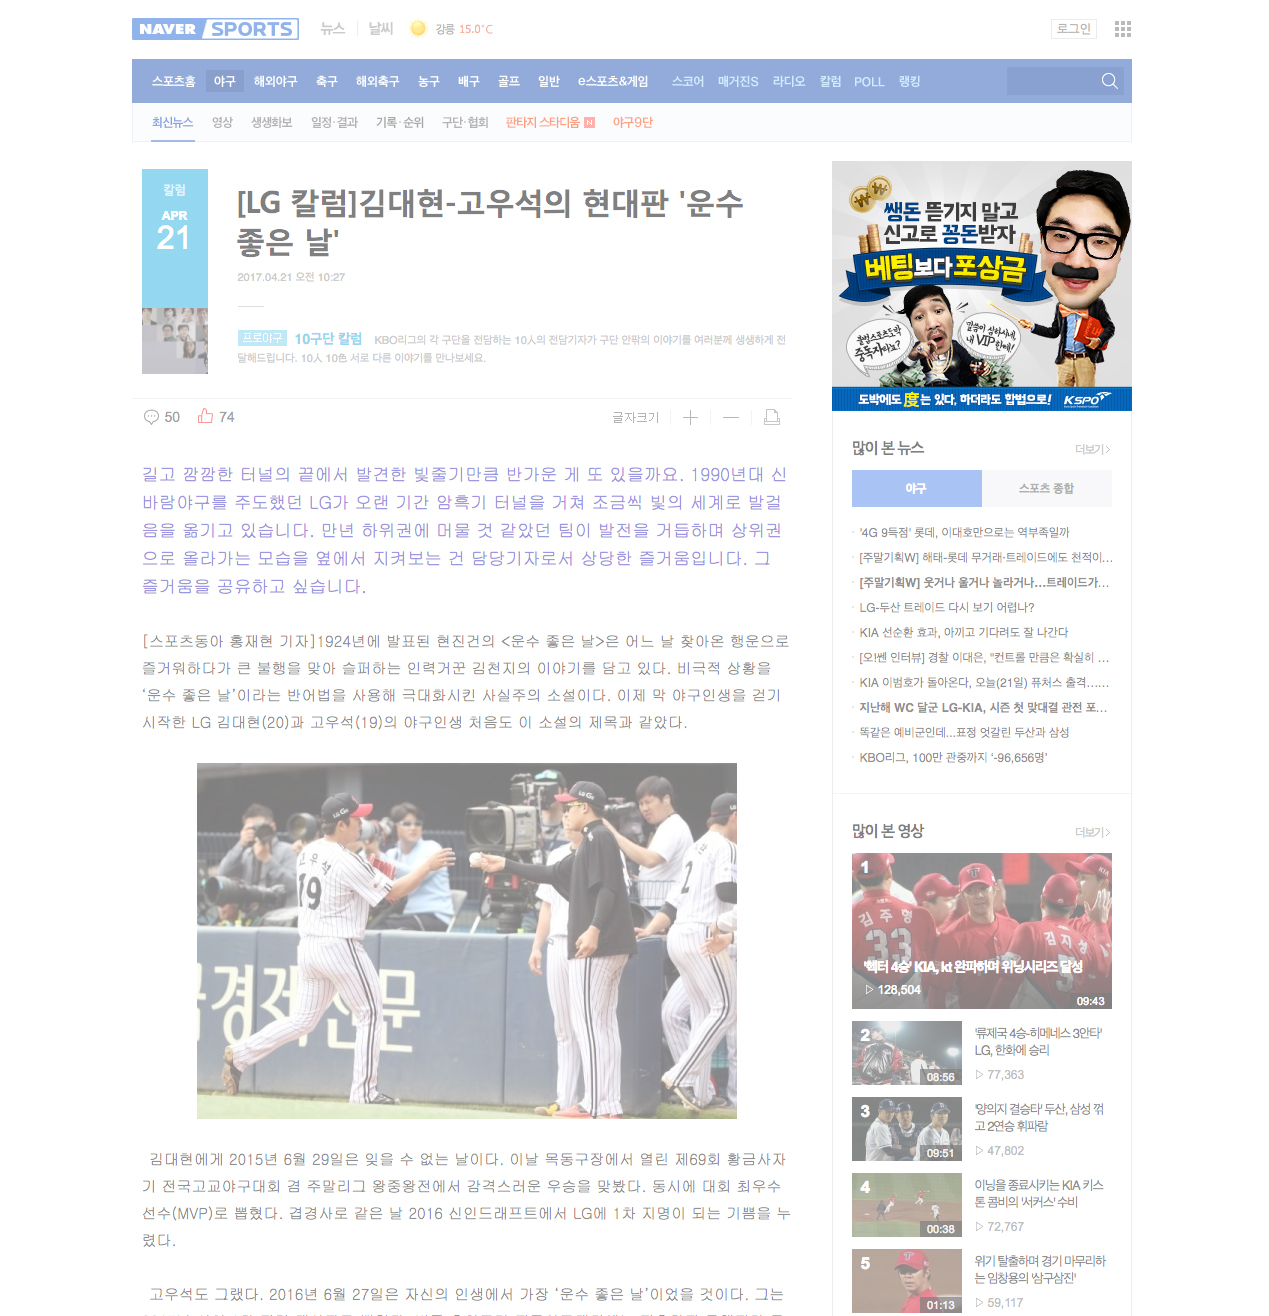 NAVER SPORTS 뉴스 날씨 강릉 15.0°C 로그인
스포츠홈 야구 해외야구 축구 해외축구 농구 배구 골프 일반 e스포츠&게임 스코어 매거진S 라디오 칼럼 POLL 랭킹
최신뉴스 영상 생생화보 일정·결과 기록·순위 구단·협회 판타지 스타디움 N 야구9단
칼럼
APR
21
[LG 칼럼]김대현-고우석의 현대판 '운수
좋은 날'
2017.04.21 오전 10:27
프로야구 10구단 칼럼 KBO리그의 각 구단을 전담하는 10人의 전담기자가 구단 안팎의 이야기를 여러분께 생생하게 전
달해드립니다. 10人 10色 서로 다른 이야기를 만나보세요.
50 74 글자크기
길고 깜깜한 터널의 끝에서 발견한 빛줄기만큼 반가운 게 또 있을까요. 1990년대 신
바람야구를 주도했던 LG가 오랜 기간 암흑기 터널을 거쳐 조금씩 빛의 세계로 발걸
음을 옮기고 있습니다. 만년 하위권에 머물 것 같았던 팀이 발전을 거듭하며 상위권
으로 올라가는 모습을 옆에서 지켜보는 건 담당기자로서 상당한 즐거움입니다. 그
즐거움을 공유하고 싶습니다.
[스포츠동아 홍재현 기자]1924년에 발표된 현진건의 <운수 좋은 날>은 어느 날 찾아온 행운으로
즐거워하다가 큰 불행을 맞아 슬퍼하는 인력거꾼 김천지의 이야기를 담고 있다. 비극적 상황을
‘운수 좋은 날’이라는 반어법을 사용해 극대화시킨 사실주의 소설이다. 이제 막 야구인생을 걷기
시작한 LG 김대현(20)과 고우석(19)의 야구인생 처음도 이 소설의 제목과 같았다.
고우석
19
2
경제신문
김대현에게 2015년 6월 29일은 잊을 수 없는 날이다. 이날 목동구장에서 열린 제69회 황금사자
기 전국고교야구대회 겸 주말리그 왕중왕전에서 감격스러운 우승을 맞봤다. 동시에 대회 최우수
선수(MVP)로 뽑혔다. 겹경사로 같은 날 2016 신인드래프트에서 LG에 1차 지명이 되는 기쁨을 누
렸다.
고우석도 그랬다. 2016년 6월 27일은 자신의 인생에서 가장 ‘운수 좋은 날’이었을 것이다. 그는
쌩돈 뜯기지 말고
신고로 꽁돈받자
베팅보다 포상금
불법스포츠도박
중독자라고?
말씀이 심하시네,
내 VIP한테!
도박에도 度는 있다, 하더라도 합법으로! KSPO
많이 본 뉴스 더보기
야구 스포츠 종합
'4G 9득점' 롯데, 이대호만으로는 역부족일까
[주말기획W] 해태-롯데 무거래·트레이드에도 천적이...
[주말기획W] 웃거나 울거나 놀라거나…트레이드가...
LG-두산 트레이드 다시 보기 어렵나?
KIA 선순환 효과, 아끼고 기다려도 잘 나간다
[오!쎈 인터뷰] 경찰 이대은, "컨트롤 만큼은 확실히 ...
KIA 이범호가 돌아온다, 오늘(21일) 퓨처스 출격…...
지난해 WC 달군 LG-KIA, 시즌 첫 맞대결 관전 포...
똑같은 예비군인데...표정 엇갈린 두산과 삼성
KBO리그, 100만 관중까지 ‘-96,656명’
많이 본 영상 더보기
1
김주형
33
김지성
5
'헥터 4승' KIA, kt 완파하며 위닝시리즈 달성
128,504
09:43
2
08:56
'류제국 4승-히메네스 3안타'
LG, 한화에 승리
77,363
3
09:51
'양의지 결승타' 두산, 삼성 꺾
고 2연승 휘파람
47,802
4
00:38
이닝을 종료시키는 KIA 키스
톤 콤비의 '서커스' 수비
72,767
5
01:13
위기 탈출하며 경기 마무리하
는 임창용의 '삼구삼진'
59,117